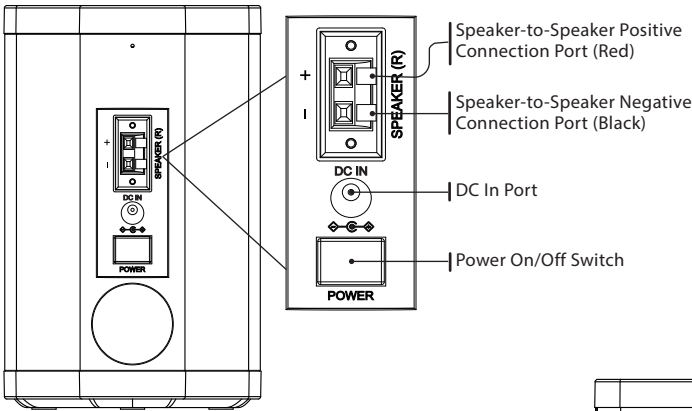 Speaker-to-Speaker Positive
Connection Port (Red)
Speaker-to-Speaker Negative
Connection Port (Black)
DC In Port
Power On/Off Switch
+
–
SPEAKER (R)
DC IN
POWER
+
–
SPEAKER (R)
DC IN
POWER